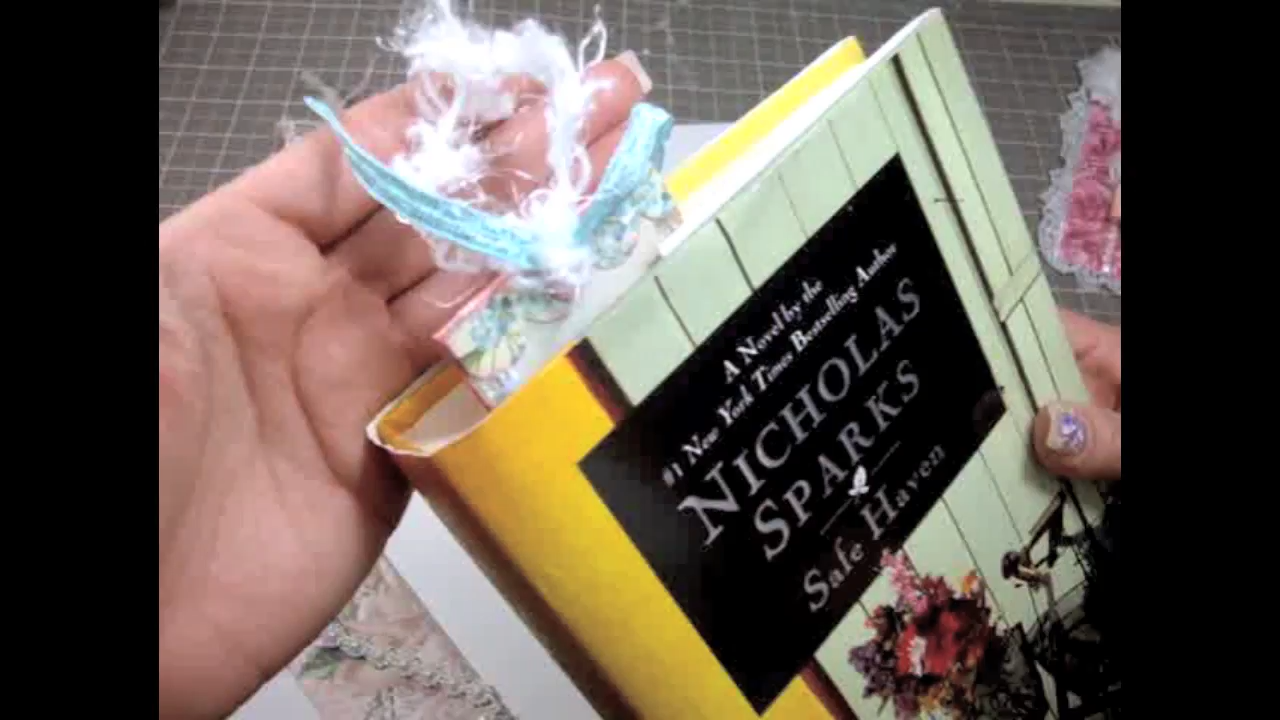 A Novel by the
#1 New York Times Bestselling Author
NICHOLAS
SPARKS
Safe Haven